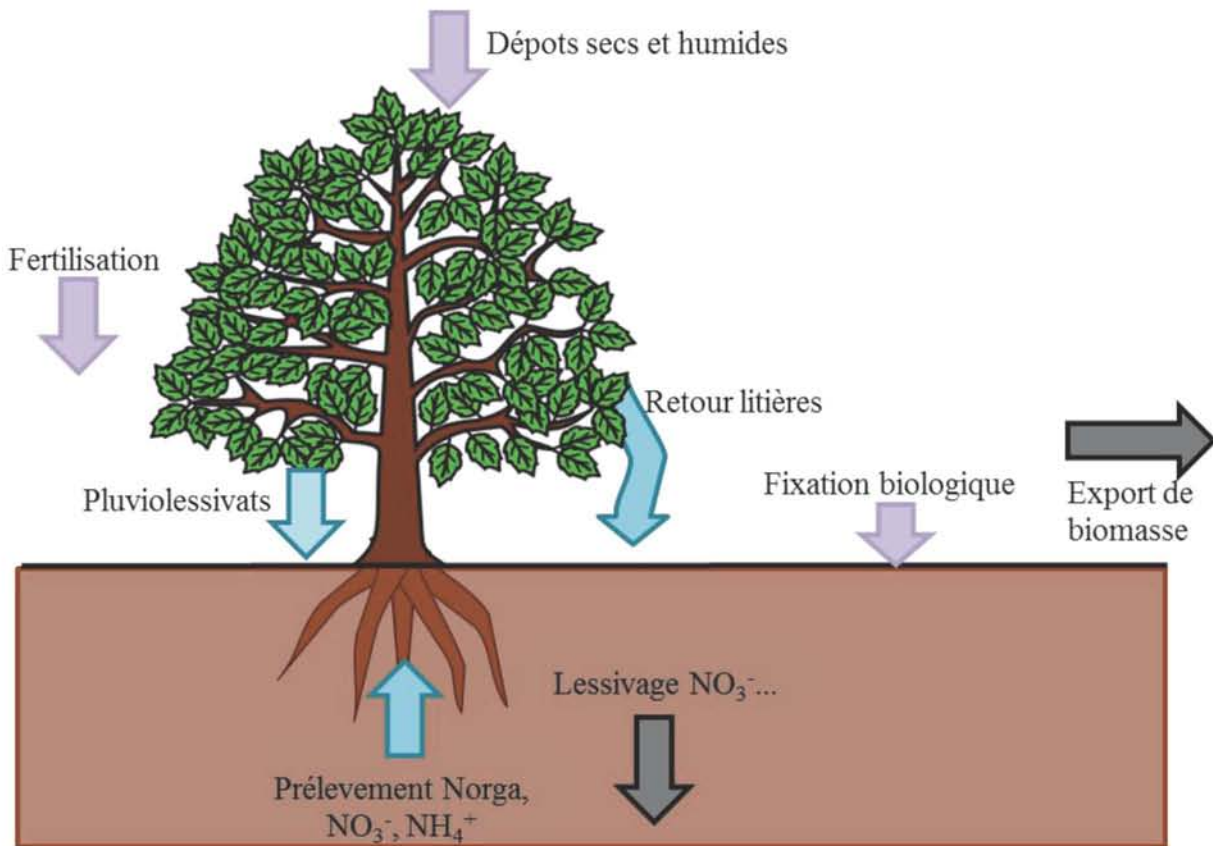 Dépots secs et humides
Fertilisation
Retour litières
Pluviolessivats
Fixation biologique
Export de
biomasse
Lessivage NO₃⁻...
Prélevement Norga,
NO₃⁻, NH₄⁺